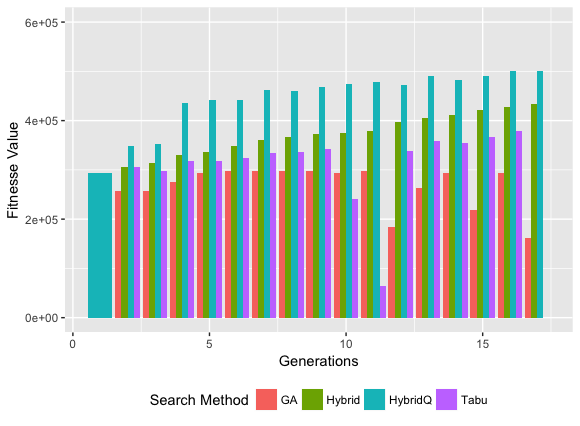 6e+05
4e+05
2e+05
0e+00
Fitnesse Value
0 5 10 15
Generations
Search Method GA Hybrid HybridQ Tabu